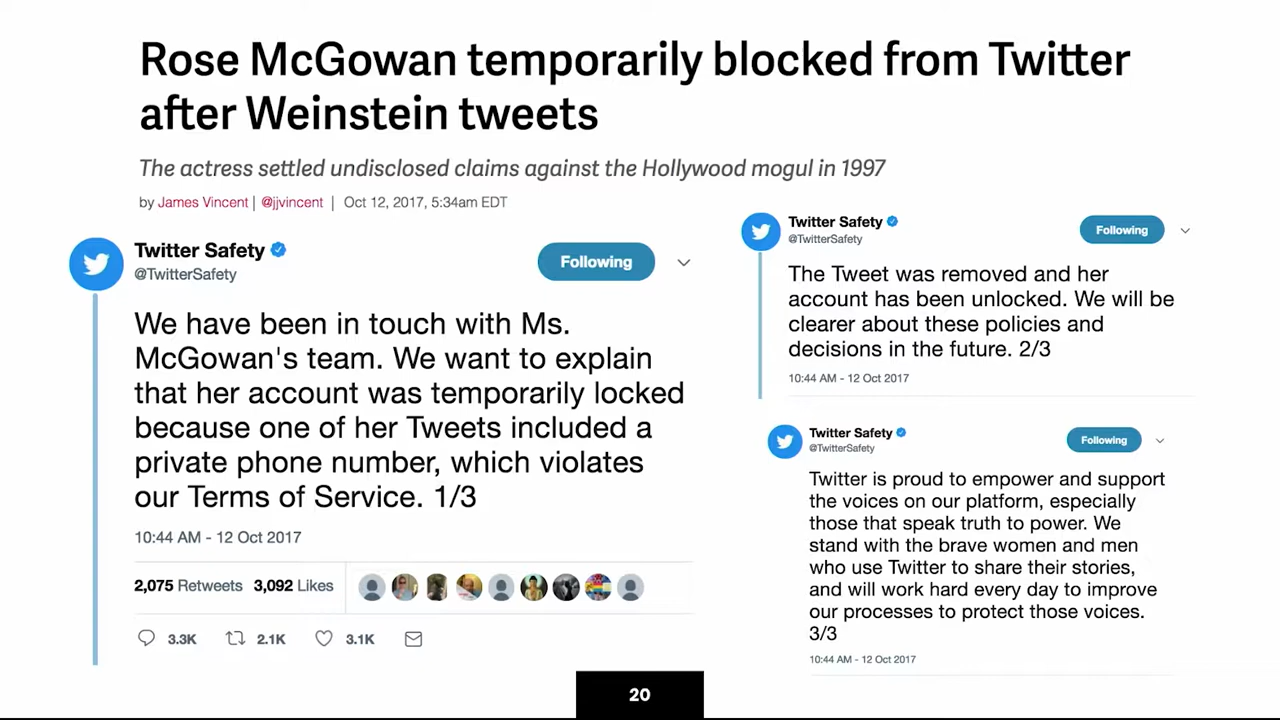 Rose McGowan temporarily blocked from Twitter
after Weinstein tweets
The actress settled undisclosed claims against the Hollywood mogul in 1997
by James Vincent | @jjvincent | Oct 12, 2017, 5:34am EDT
Twitter Safety
@TwitterSafety
Following
We have been in touch with Ms.
McGowan's team. We want to explain
that her account was temporarily locked
because one of her Tweets included a
private phone number, which violates
our Terms of Service. 1/3
10:44 AM - 12 Oct 2017
2,075 Retweets 3,092 Likes
3.3K 2.1K 3.1K
Twitter Safety
@TwitterSafety
Following
The Tweet was removed and her
account has been unlocked. We will be
clearer about these policies and
decisions in the future. 2/3
10:44 AM - 12 Oct 2017
Twitter Safety
@TwitterSafety
Following
Twitter is proud to empower and support
the voices on our platform, especially
those that speak truth to power. We
stand with the brave women and men
who use Twitter to share their stories,
and will work hard every day to improve
our processes to protect those voices.
3/3
10:44 AM - 12 Oct 2017
20